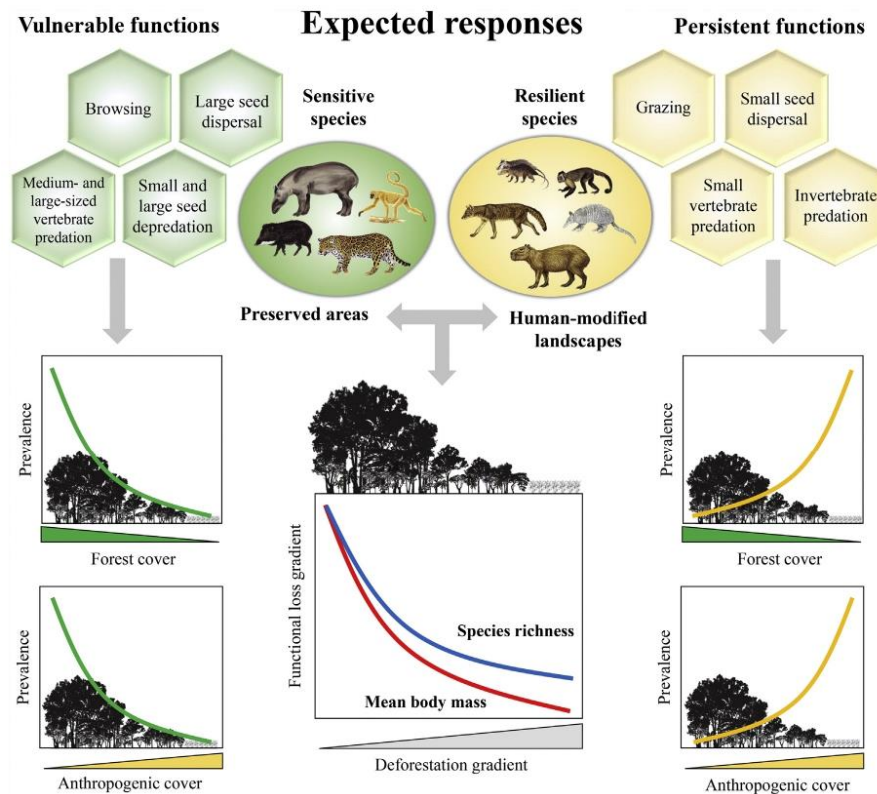 Vulnerable functions
Expected responses
Persistent functions
Browsing
Large seed
dispersal
Medium- and
large-sized
vertebrate
predation
Small and
large seed
depredation
Sensitive
species
Resilient
species
Grazing
Small seed
dispersal
Small
vertebrate
predation
Invertebrate
predation
Preserved areas
Human-modified
landscapes
Prevalence
Forest cover
Prevalence
Anthropogenic cover
Functional loss gradient
Species richness
Mean body mass
Deforestation gradient
Prevalence
Forest cover
Prevalence
Anthropogenic cover